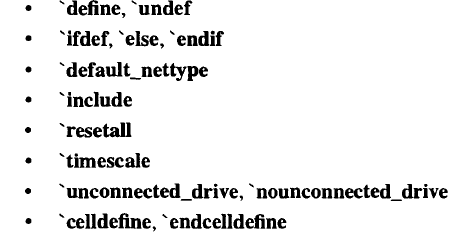 • `define, `undef
• `ifdef, `else, `endif
• `default_nettype
• `include
• `resetall
• `timescale
• `unconnected_drive, `nounconnected_drive
• `celldefine, `endcelldefine